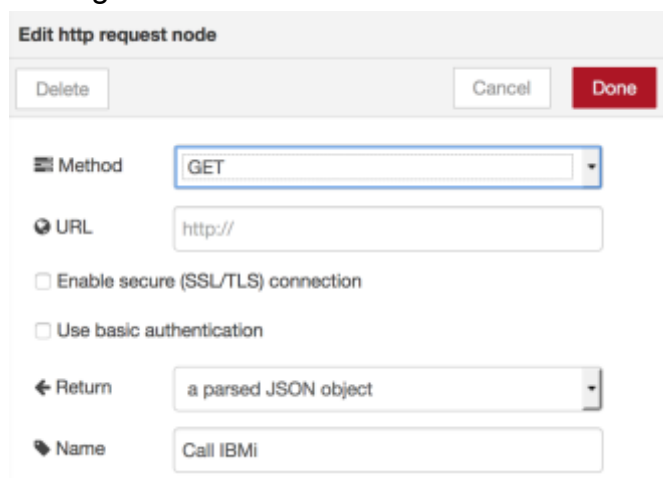 Edit http request node
Delete Cancel Done
Method GET
URL http://
Enable secure (SSL/TLS) connection
Use basic authentication
Return a parsed JSON object
Name Call IBMi